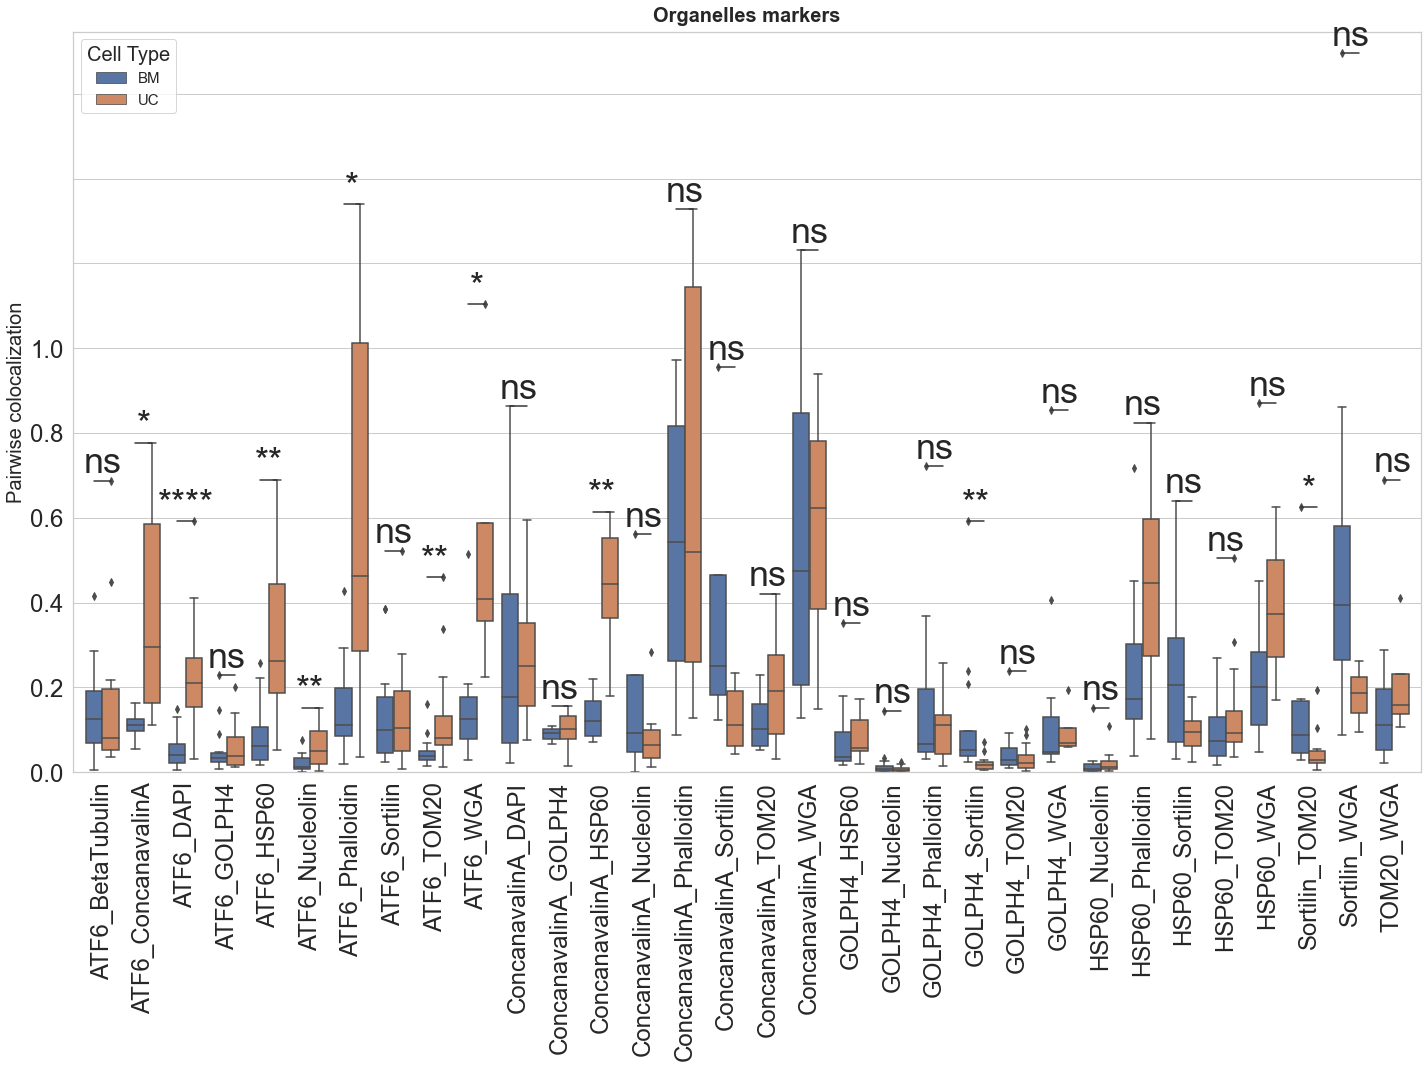 Organelles markers
Cell Type
BM
UC
Pairwise colocalization
1.0
0.8
0.6
0.4
0.2
0.0
ns
*
****
ns
**
**
*
ns
**
*
ns
ns
**
ns
ns
ns
ns
ns
ns
ns
ns
**
ns
ns
ns
ns
ns
ns
ns
*
ns
ns
ATF6_BetaTubulin
ATF6_ConcanavalinA
ATF6_DAPI
ATF6_GOLPH4
ATF6_HSP60
ATF6_Nucleolin
ATF6_Phalloidin
ATF6_Sortilin
ATF6_TOM20
ATF6_WGA
ConcanavalinA_DAPI
ConcanavalinA_GOLPH4
ConcanavalinA_HSP60
ConcanavalinA_Nucleolin
ConcanavalinA_Phalloidin
ConcanavalinA_Sortilin
ConcanavalinA_TOM20
ConcanavalinA_WGA
GOLPH4_HSP60
GOLPH4_Nucleolin
GOLPH4_Phalloidin
GOLPH4_Sortilin
GOLPH4_TOM20
GOLPH4_WGA
HSP60_Nucleolin
HSP60_Phalloidin
HSP60_Sortilin
HSP60_TOM20
HSP60_WGA
Sortilin_TOM20
Sortilin_WGA
TOM20_WGA